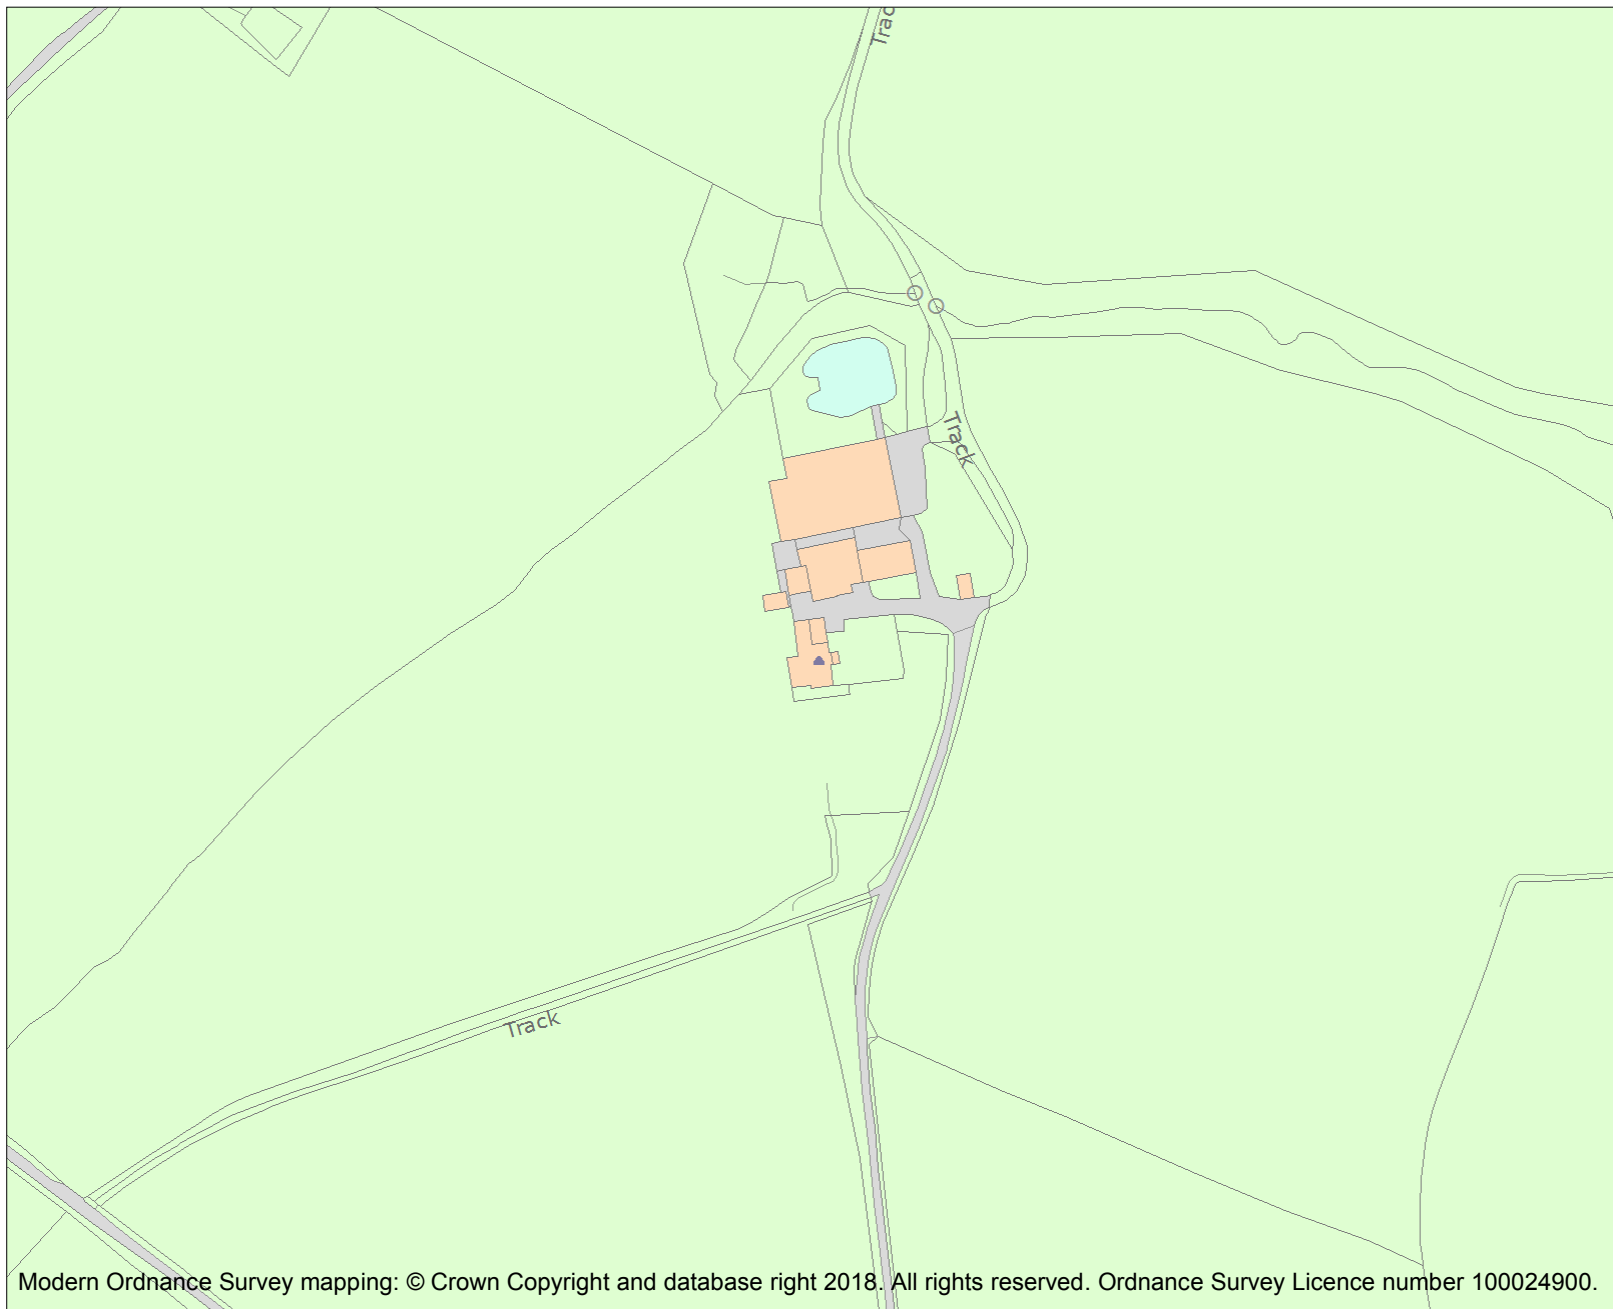 Trac
Track
Track
Modern Ordnance Survey mapping: © Crown Copyright and database right 2018. All rights reserved. Ordnance Survey Licence number 100024900.